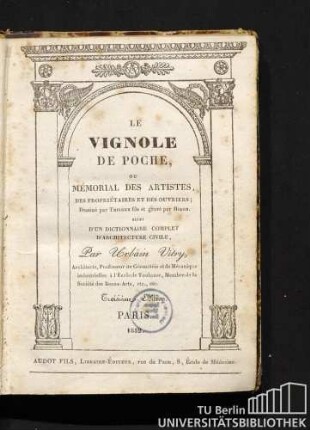 LE
VIGNOLE
DE POCHE,
OU
MÉMORIAL DES ARTISTES,
DES PROPRIÉTAIRES ET DES OUVRIERS;
Dessiné par Thierry fils et gravé par Hibon.
SUIVI
D'UN DICTIONNAIRE COMPLET
D'ARCHITECTURE CIVILE,
Par Urbain Vitry,
Architecte, Professeur de Géométrie et de Mécanique
industrielles à l'École de Toulouse, Membre de la
Société des Beaux-Arts, etc., etc.
Troisième Édition
PARIS.
AUDOT FILS, LIBRAIRE-ÉDITEUR, rue du Paon, 8, École de Médecine.
TU Berlin
UNIVERSITÄTSBIBLIOTHEK